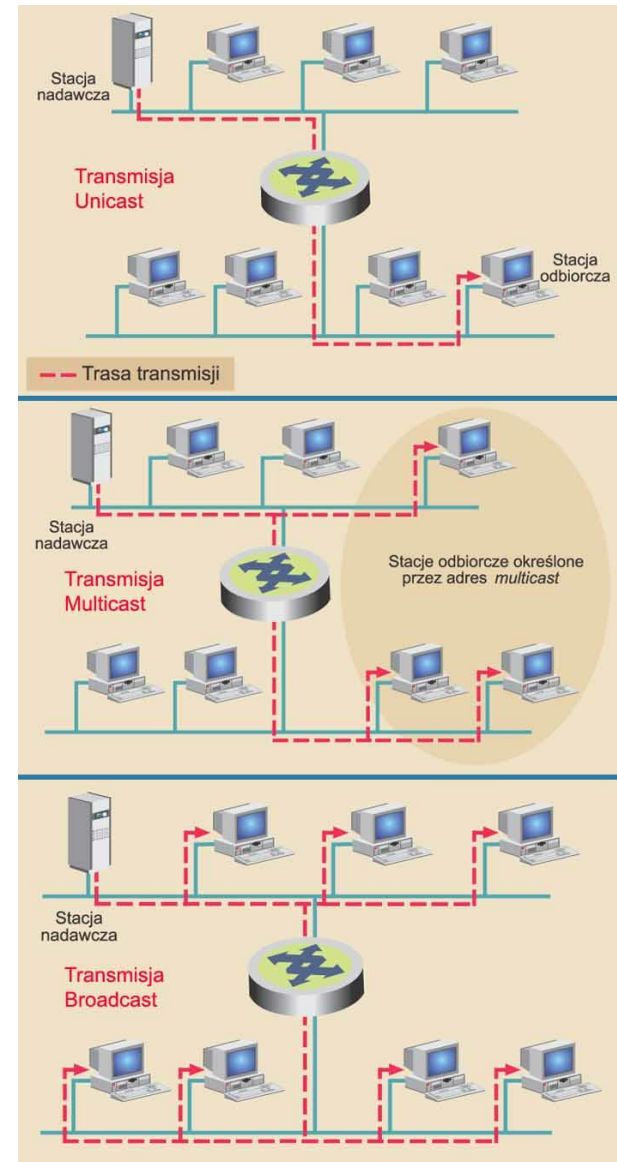 Stacja
nadawcza
Transmisja
Unicast
Stacja
odbiorcza
Trasa transmisji
Stacja
nadawcza
Transmisja
Multicast
Stacje odbiorcze określone
przez adres multicast
Stacja
nadawcza
Transmisja
Broadcast